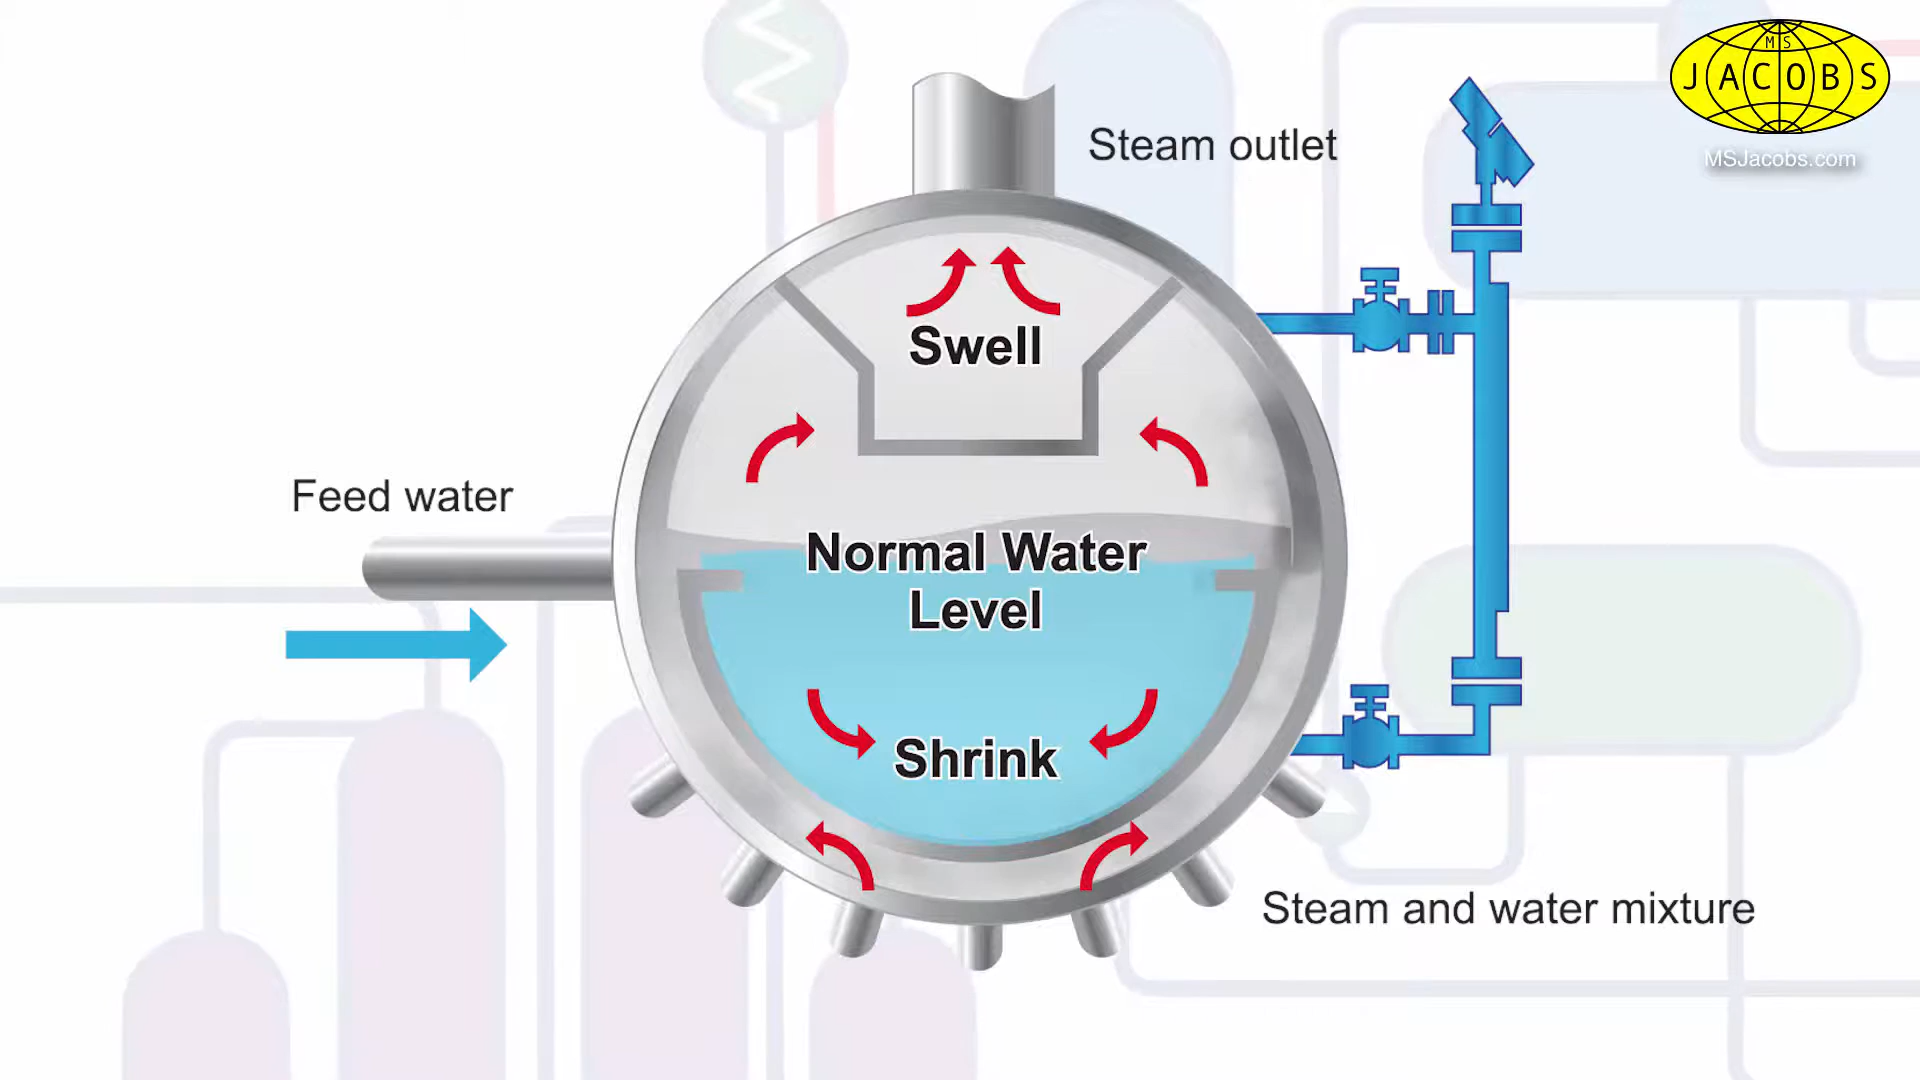 MS
JACOBS
MSJacobs.com
Steam outlet
Swell
Feed water
Normal Water
Level
Shrink
Steam and water mixture